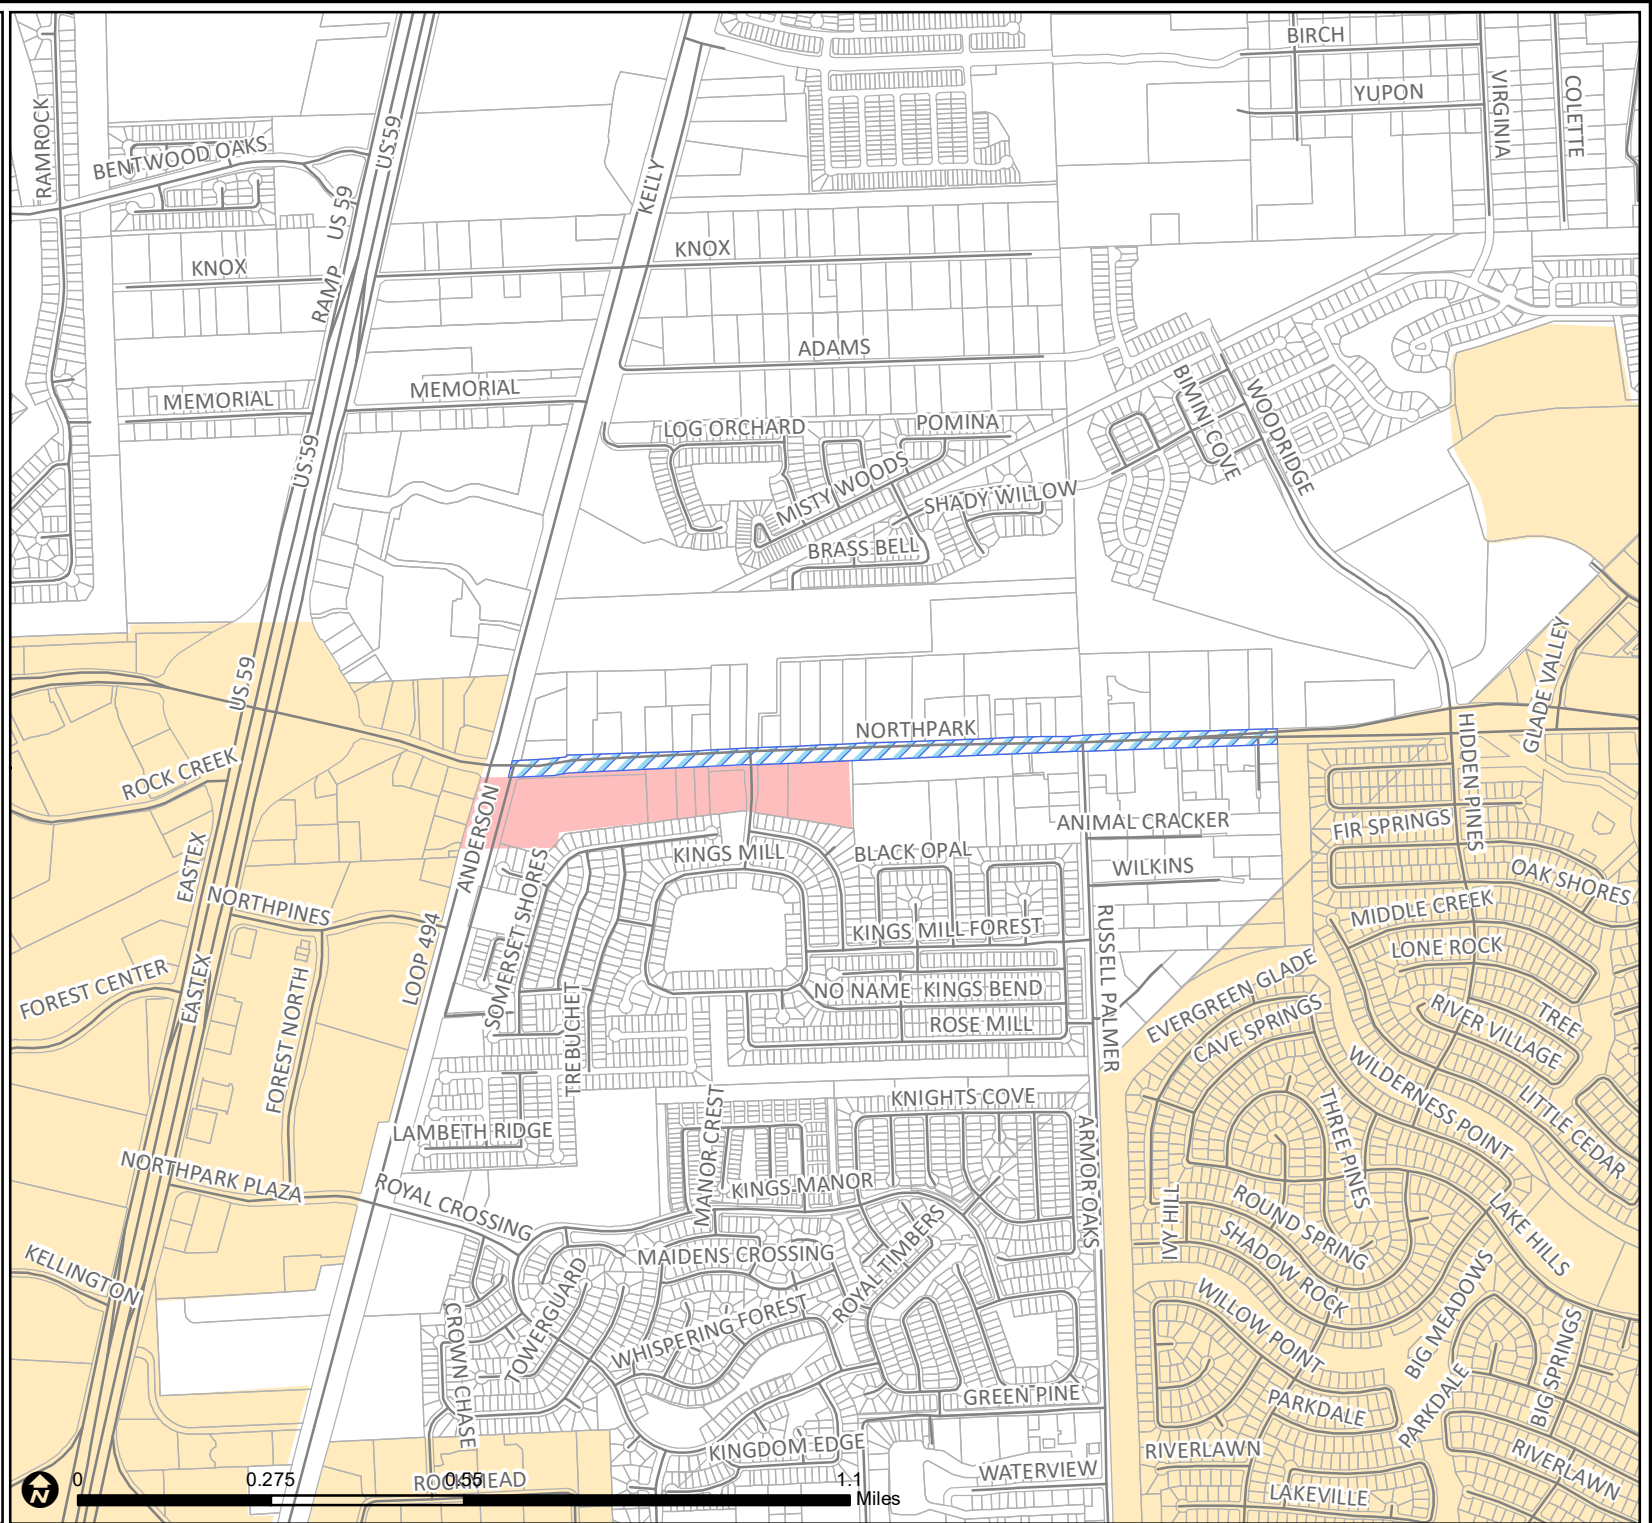 BIRCH
YUPON
VIRGINIA
COLETTE
RAMROCK
BENTWOOD OAKS
US 59
KELLY
US 59
KNOX
KNOX
RAMP
ADAMS
MEMORIAL
MEMORIAL
BIMINI COVE
WOODRIDGE
LOG ORCHARD
POMINA
US 59
MISTY WOODS
SHADY WILLOW
BRASS BELL
GLADE VALLEY
US 59
NORTHPARK
HIDDEN PINES
ROCK CREEK
ANDERSON
ANIMAL CRACKER
FIR SPRINGS
EASTEX
KINGS MILL
BLACK OPAL
WILKINS
OAK SHORES
NORTHPINES
SOMERSET SHORES
MIDDLE CREEK
KINGS MILL FOREST
RUSSELL PALMER
LONE ROCK
LOOP 494
FOREST CENTER
EASTEX
NO NAME
KINGS BEND
EVERGREEN GLADE
CAVE SPRINGS
RIVER VILLAGE
TREE
FOREST NORTH
TREBUCHET
ROSE MILL
WILDERNESS POINT
LITTLE CEDAR
KNIGHTS COVE
THREE PINES
LAMBETH RIDGE
MANOR CREST
ARMOR OAKS
NORTHPARK PLAZA
ROYAL CROSSING
KINGS MANOR
IVY HILL
ROUND SPRING
LAKE HILLS
SHADOW ROCK
MAIDENS CROSSING
ROYAL TIMBERS
KELLINGTON
TOWERGUARD
WILLOW POINT
BIG MEADOWS
CROWN CHASE
WHISPERING FOREST
BIG SPRINGS
GREEN PINE
PARKDALE
PARKDALE
KINGDOM EDGE
RIVERLAWN
RIVERLAWN
WATERVIEW
LAKEVILLE
ROCKMEAD
N
0 0.275 0.55 1.1
Miles